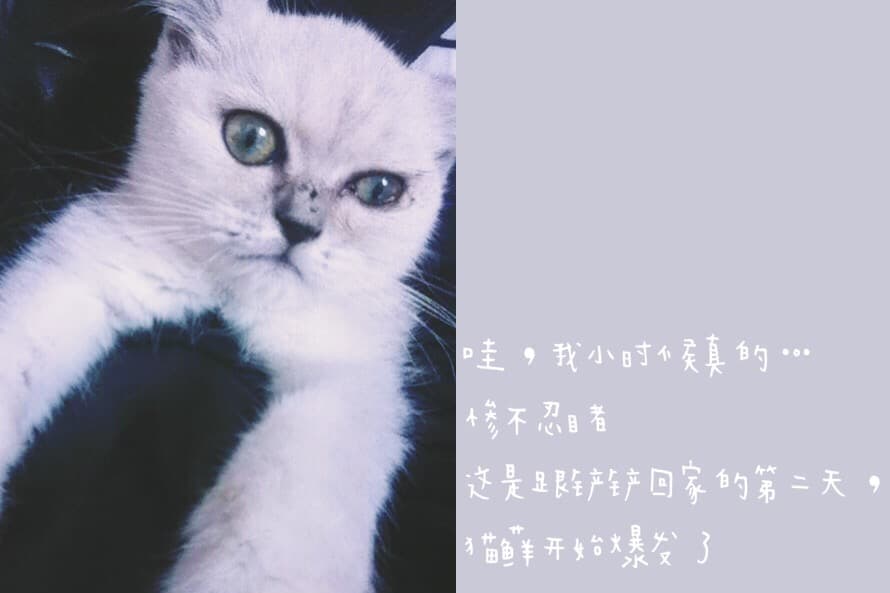 哇，我小时候真的…
惨不忍睹
这是跟铲铲回家的第二天，
猫藓开始爆发了